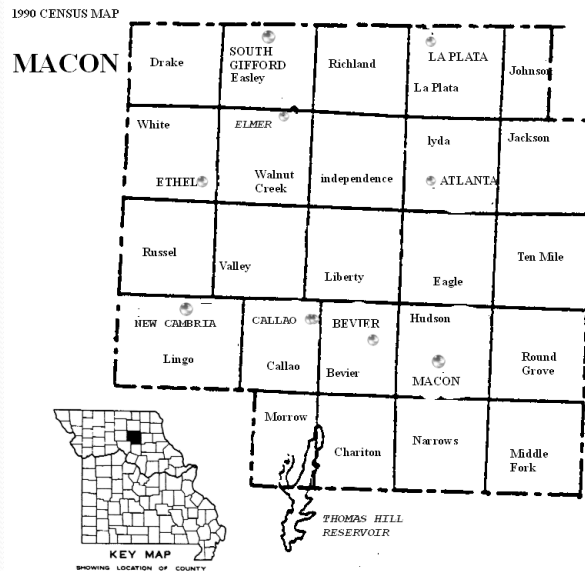 1990 CENSUS MAP
MACON
Drake
SOUTH
GIFFORD
Easley
Richland
LA PLATA
La Plata
Johnson
White
ELMER
ETHEL
Walnut
Creek
independence
lyda
ATLANTA
Jackson
Russel
Valley
Liberty
Eagle
Ten Mile
NEW CAMBRIA
Lingo
CALLAO
Callao
BEVIER
Bevier
Hudson
MACON
Round
Grove
Morrow
Chariton
Narrows
Middle
Fork
THOMAS HILL
RESERVOIR
KEY MAP
SHOWING LOCATION OF COUNTY